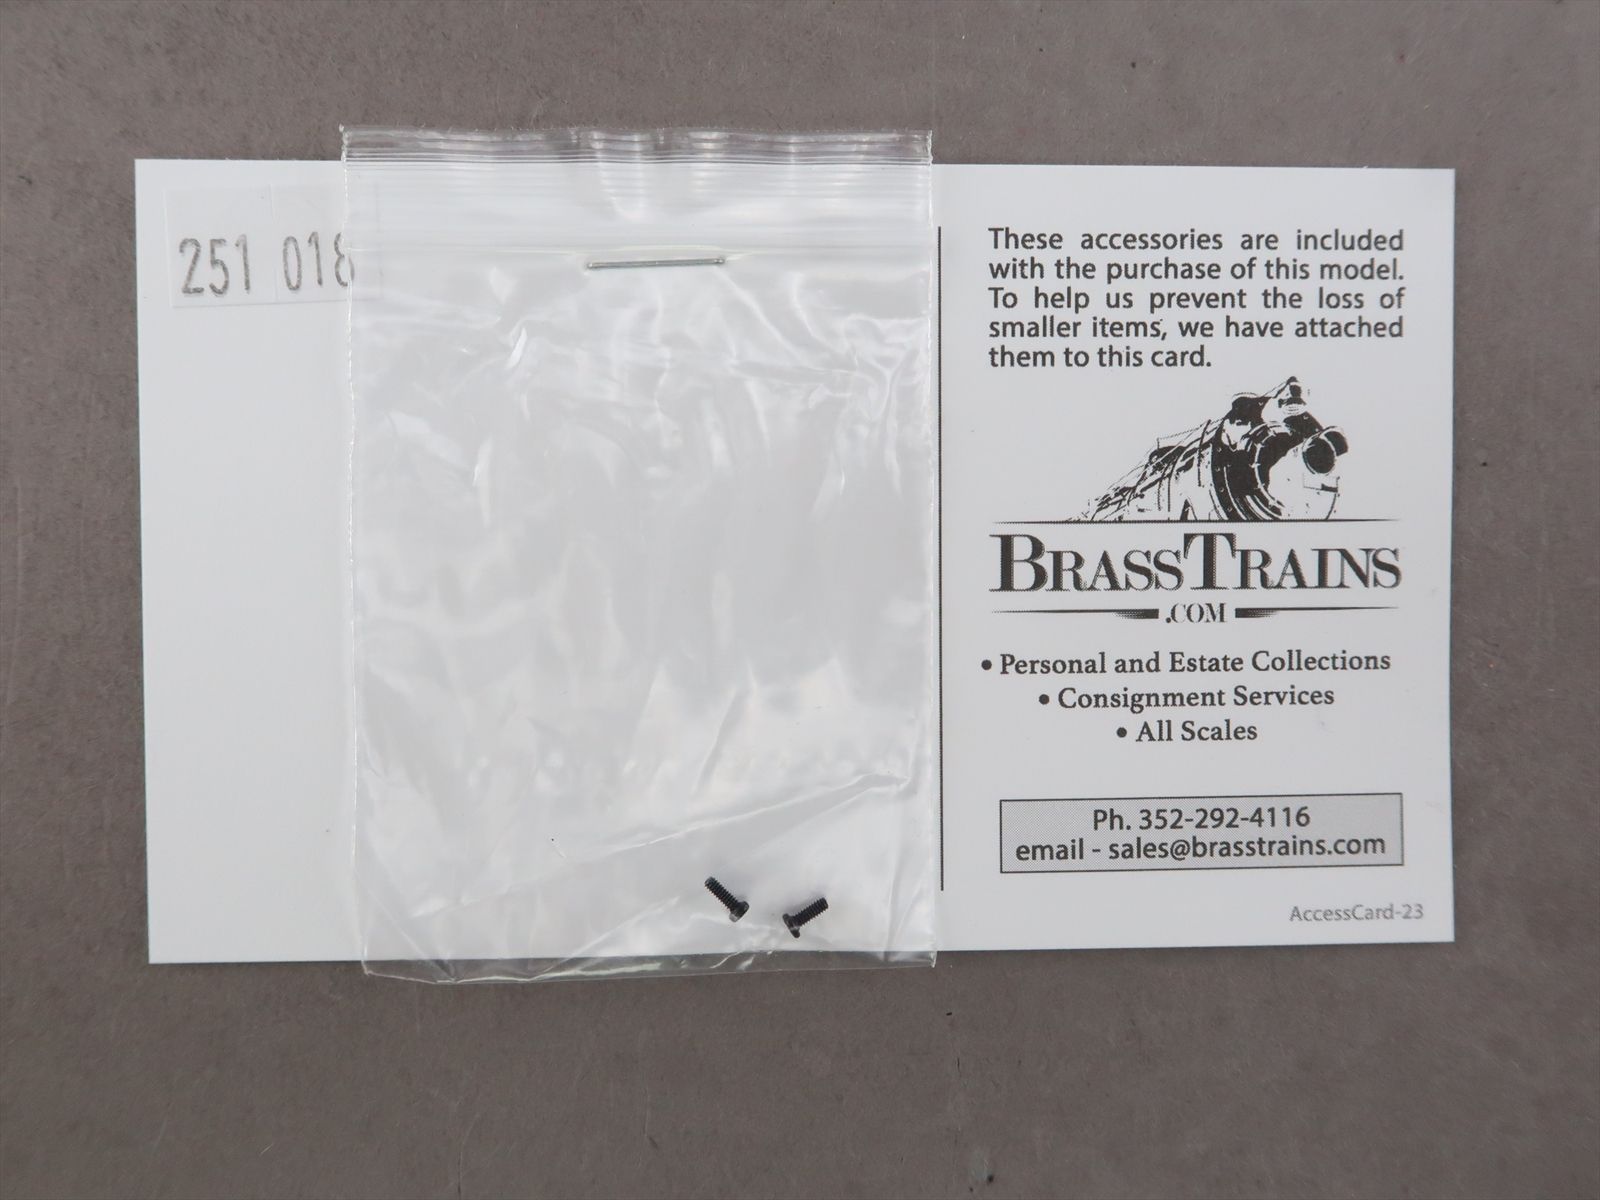 251 018
These accessories are included
with the purchase of this model.
To help us prevent the loss of
smaller items, we have attached
them to this card.
BRASSTRAINS
.COM
• Personal and Estate Collections
• Consignment Services
• All Scales
Ph. 352-292-4116
email - sales@brasstrains.com
AccessCard-23